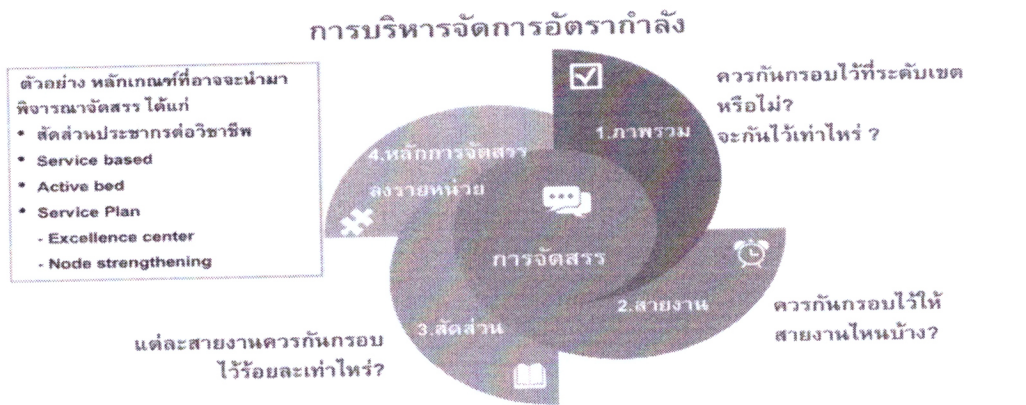 การบริหารจัดการอัตรากำลัง
ตัวอย่าง หลักเกณฑ์ที่อาจจะนำมา
พิจารณาจัดสรร ได้แก่
• สัดส่วนประชากรต่อวิชาชีพ
• Service based
• Active bed
• Service Plan
- Excellence center
- Node strengthening
1.ภาพรวม
ควรกันกรอบไว้ที่ระดับเขต
หรือไม่?
จะกันไว้เท่าไหร่ ?
4.หลักการจัดสรร
ลงรายหน่วย
การจัดสรร
2.สายงาน
ควรกันกรอบไว้ให้
สายงานไหนบ้าง?
3.สัดส่วน
แต่ละสายงานควรกันกรอบ
ไว้ร้อยละเท่าไหร่?